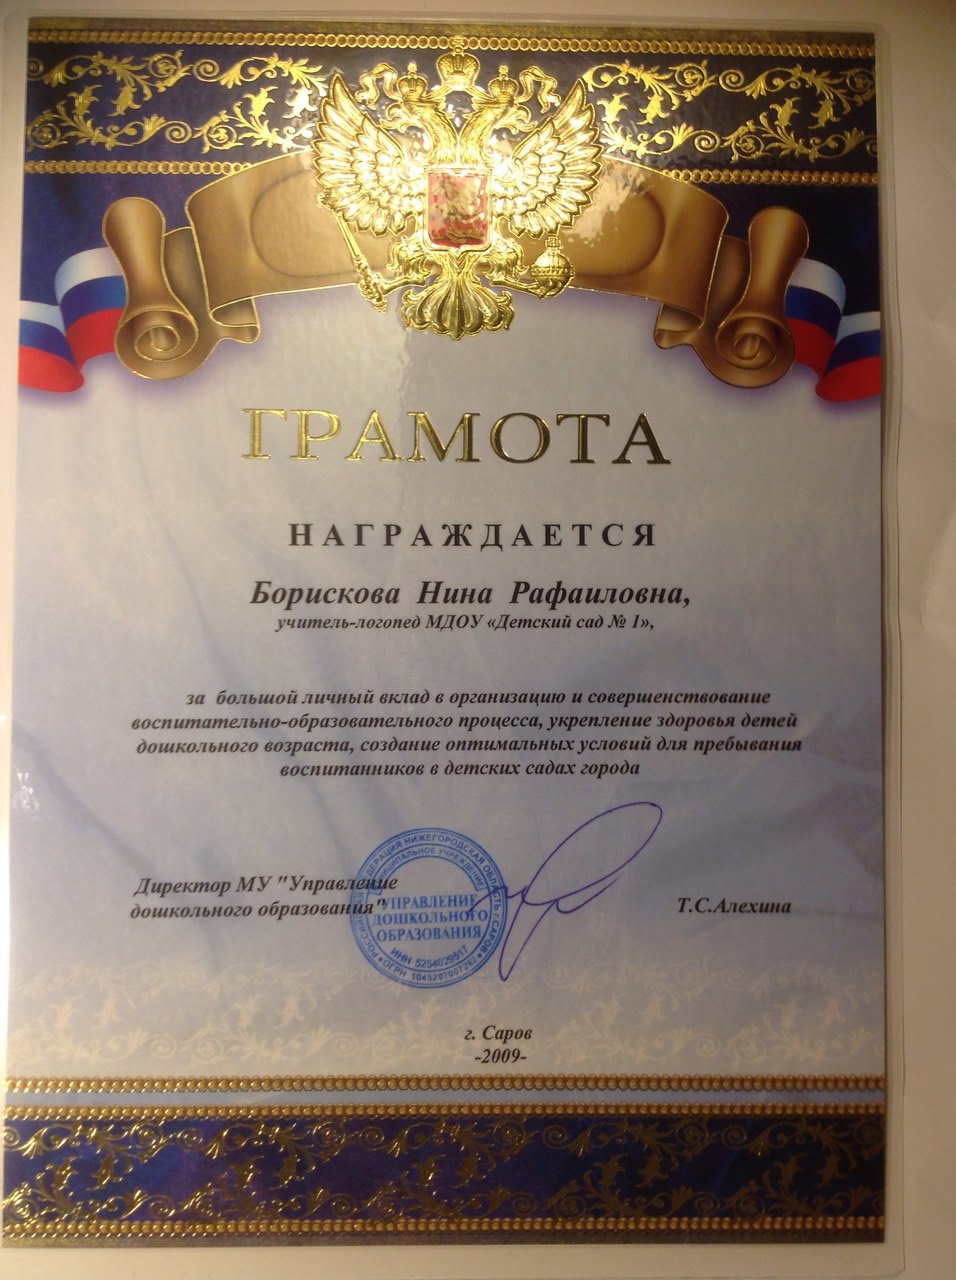 ГРАМОТА
НАГРАЖДАЕТСЯ
Борискова Нина Рафаиловна,
учитель-логопед МДОУ «Детский сад № 1»,
за большой личный вклад в организацию и совершенствование
воспитательно-образовательного процесса, укрепление здоровья детей
дошкольного возраста, создание оптимальных условий для пребывания
воспитанников в детских садах города
Директор МУ "Управление
дошкольного образования"
Т.С.Алехина
РОССИЙСКАЯ ФЕДЕРАЦИЯ НИЖЕГОРОДСКАЯ ОБЛАСТЬ г.САРОВ
МУНИЦИПАЛЬНОЕ УЧРЕЖДЕНИЕ
УПРАВЛЕНИЕ
ДОШКОЛЬНОГО
ОБРАЗОВАНИЯ
ИНН 5254029517
ОГРН
г. Саров
-2009-